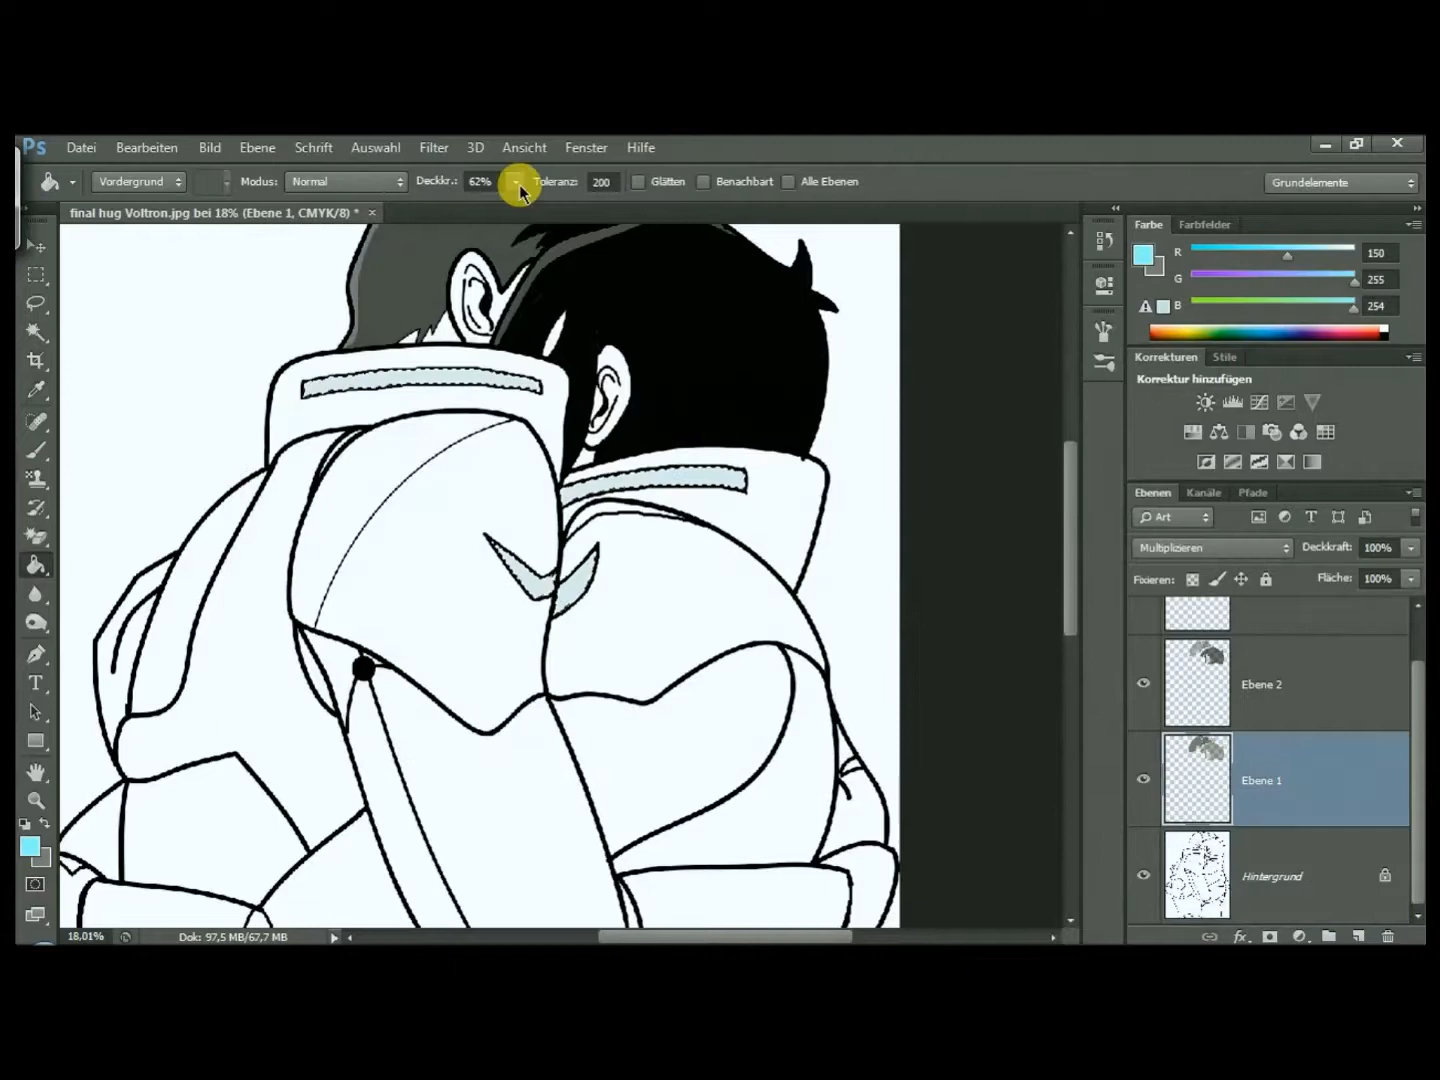 Ps Datei Bearbeiten Bild Ebene Schrift Auswahl Filter 3D Ansicht Fenster Hilfe
Vordergrund Modus: Normal Deckkr.: 62% Toleranz: 200 Glätten Benachbart Alle Ebenen Grundelemente
final hug Voltron.jpg bei 18% (Ebene 1, CMYK/8) *
Farbe Farbfelder
R 150
G 255
B 254
Korrekturen Stile
Korrektur hinzufügen
Ebenen Kanäle Pfade
Art
Multiplizieren Deckkraft: 100%
Fixieren: Fläche: 100%
Ebene 2
Ebene 1
Hintergrund
18,01% Dok: 97,5 MB/67,7 MB